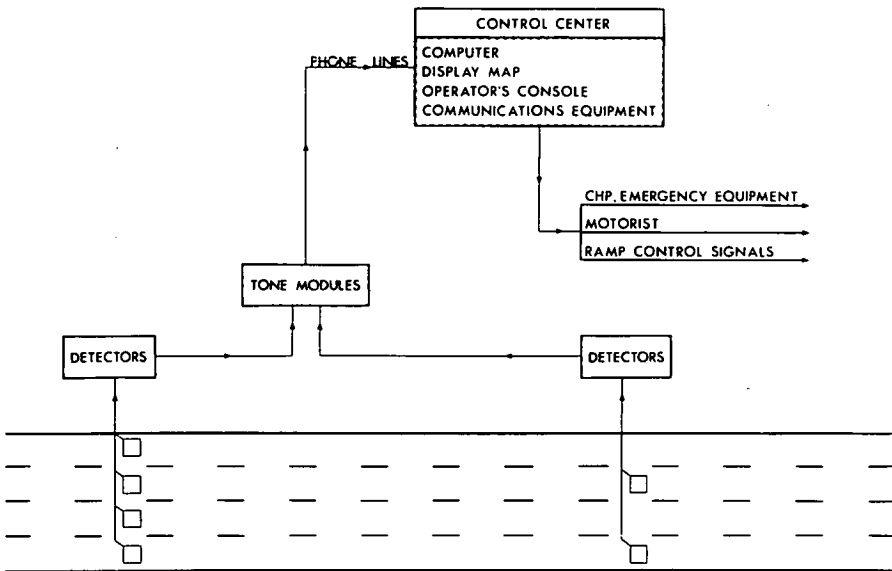 CONTROL CENTER
COMPUTER
DISPLAY MAP
OPERATOR'S CONSOLE
COMMUNICATIONS EQUIPMENT
PHONE LINES
CHP, EMERGENCY EQUIPMENT
MOTORIST
RAMP CONTROL SIGNALS
TONE MODULES
DETECTORS
DETECTORS